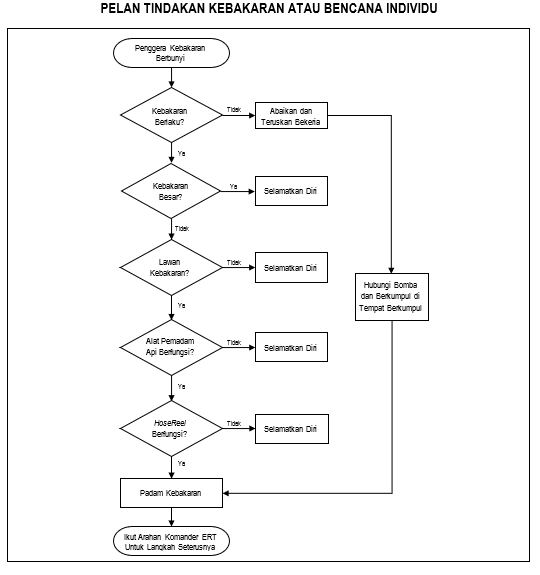 PELAN TINDAKAN KEBAKARAN ATAU BENCANA INDIVIDU
Penggera Kebakaran
Berbunyi
Kebakaran
Berlaku?
Tidak
Abaikan dan
Teruskan Bekerja
Ya
Kebakaran
Besar?
Ya
Selamatkan Diri
Tidak
Lawan
Kebakaran?
Tidak
Selamatkan Diri
Hubungi Bomba
dan Berkumpul di
Tempat Berkumpul
Ya
Alat Pemadam
Api Berfungsi?
Tidak
Selamatkan Diri
Ya
HoseReel
Berfungsi?
Tidak
Selamatkan Diri
Ya
Padam Kebakaran
Ikut Arahan Komander ERT
Untuk Langkah Seterusnya